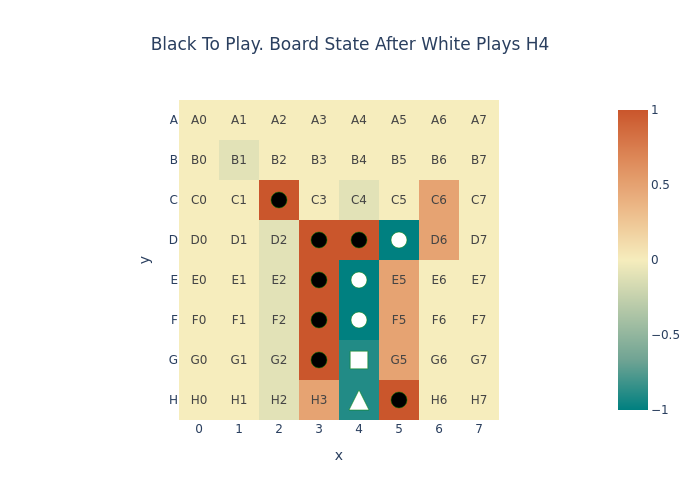 Black To Play. Board State After White Plays H4
A A0 A1 A2 A3 A4 A5 A6 A7
B B0 B1 B2 B3 B4 B5 B6 B7
C C0 C1 C3 C4 C5 C6 C7
D D0 D1 D2 D6 D7
E E0 E1 E2 E5 E6 E7
F F0 F1 F2 F5 F6 F7
G G0 G1 G2 G5 G6 G7
H H0 H1 H2 H3 H6 H7
0 1 2 3 4 5 6 7
x
y
1
0.5
0
−0.5
−1